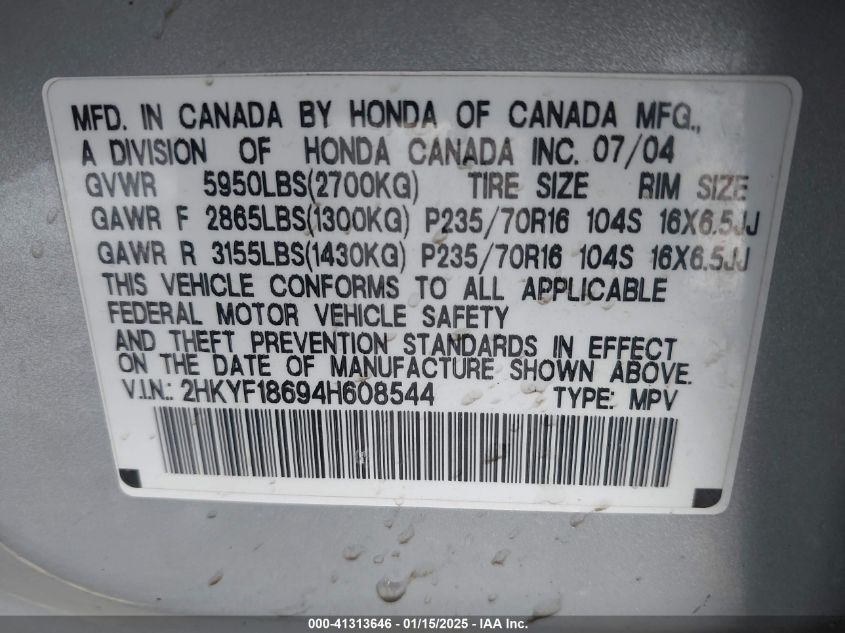 MFD. IN CANADA BY HONDA OF CANADA MFG.,
A DIVISION OF HONDA CANADA INC. 07/04
GVWR 5950LBS(2700KG) TIRE SIZE RIM SIZE
GAWR F 2865LBS(1300KG) P235/70R16 104S 16X6.5JJ
GAWR R 3155LBS(1430KG) P235/70R16 104S 16X6.5JJ
THIS VEHICLE CONFORMS TO ALL APPLICABLE
FEDERAL MOTOR VEHICLE SAFETY
AND THEFT PREVENTION STANDARDS IN EFFECT
ON THE DATE OF MANUFACTURE SHOWN ABOVE.
V.I.N.: 2HKYF18694H608544 TYPE: MPV
000-41313646 - 01/15/2025 - IAAI.com